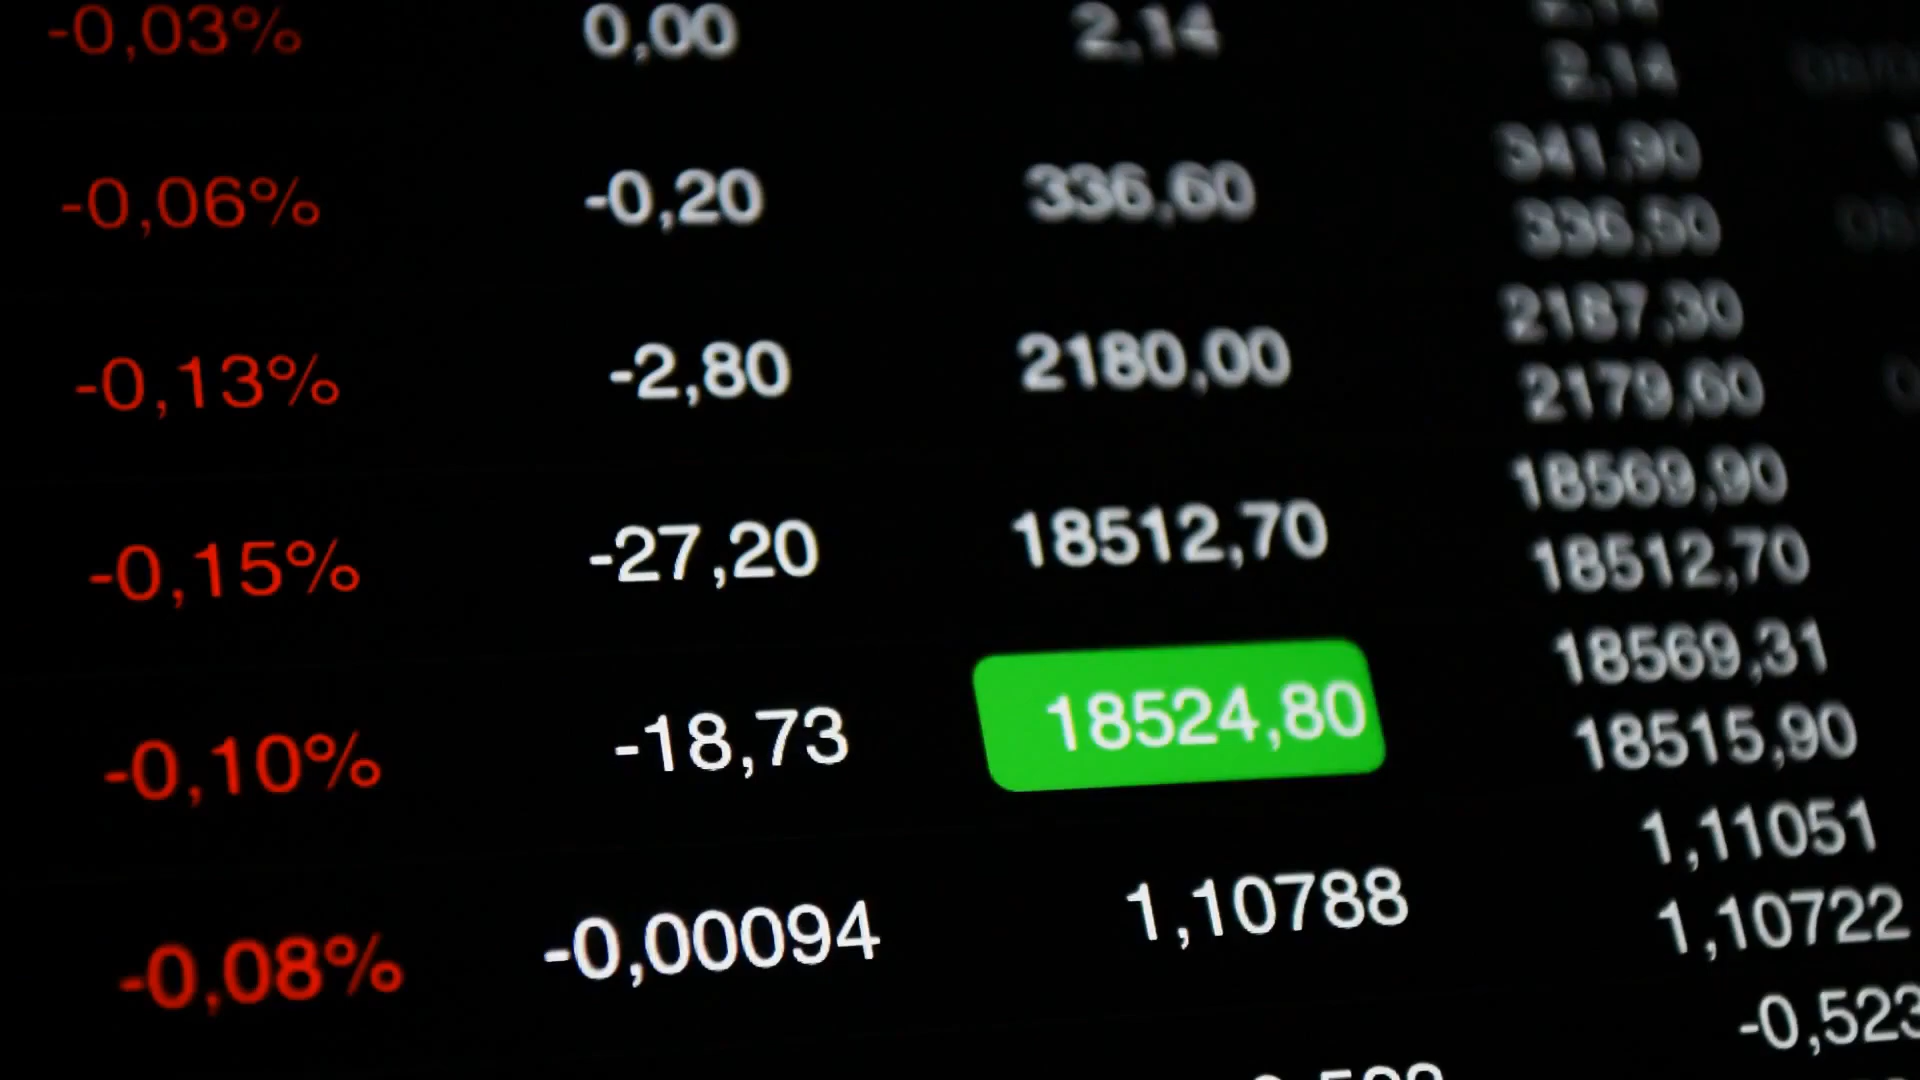 -0,03% 0,00 2,14 2,14
-0,06% -0,20 336,60 341,90
336,50
-0,13% -2,80 2180,00 2187,30
2179,60
-0,15% -27,20 18512,70 18569,90
18512,70
-0,10% -18,73 18524,80 18569,31
18515,90
-0,08% -0,00094 1,10788 1,11051
1,10722
-0,523